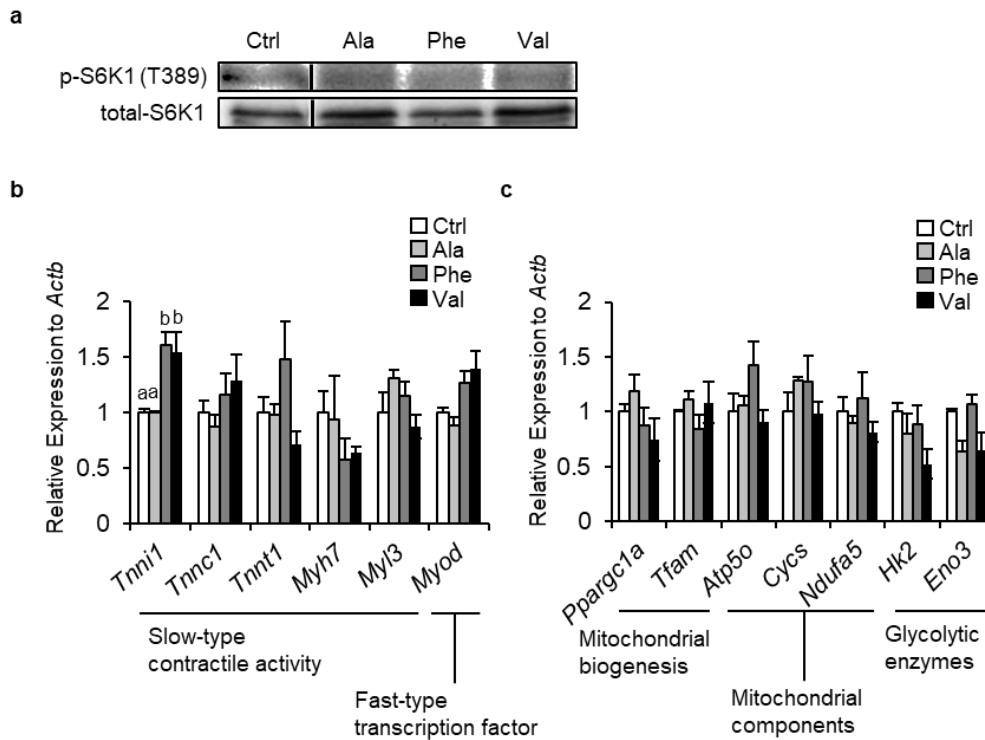 a
Ctrl Ala Phe Val
p-S6K1 (T389)
total-S6K1
b
Ctrl
Ala
Phe
Val
Relative Expression to Actb
2
1.5
1
0.5
0
aa
bb
Tnni1 Tnnc1 Tnnt1 Myh7 Myl3 Myod
Slow-type
contractile activity
Fast-type
transcription factor
c
Ctrl
Ala
Phe
Val
Relative Expression to Actb
2
1.5
1
0.5
0
Ppargc1a Tfam Atp5o Cycs Ndufa5 Hk2 Eno3
Mitochondrial
biogenesis
Mitochondrial
components
Glycolytic
enzymes